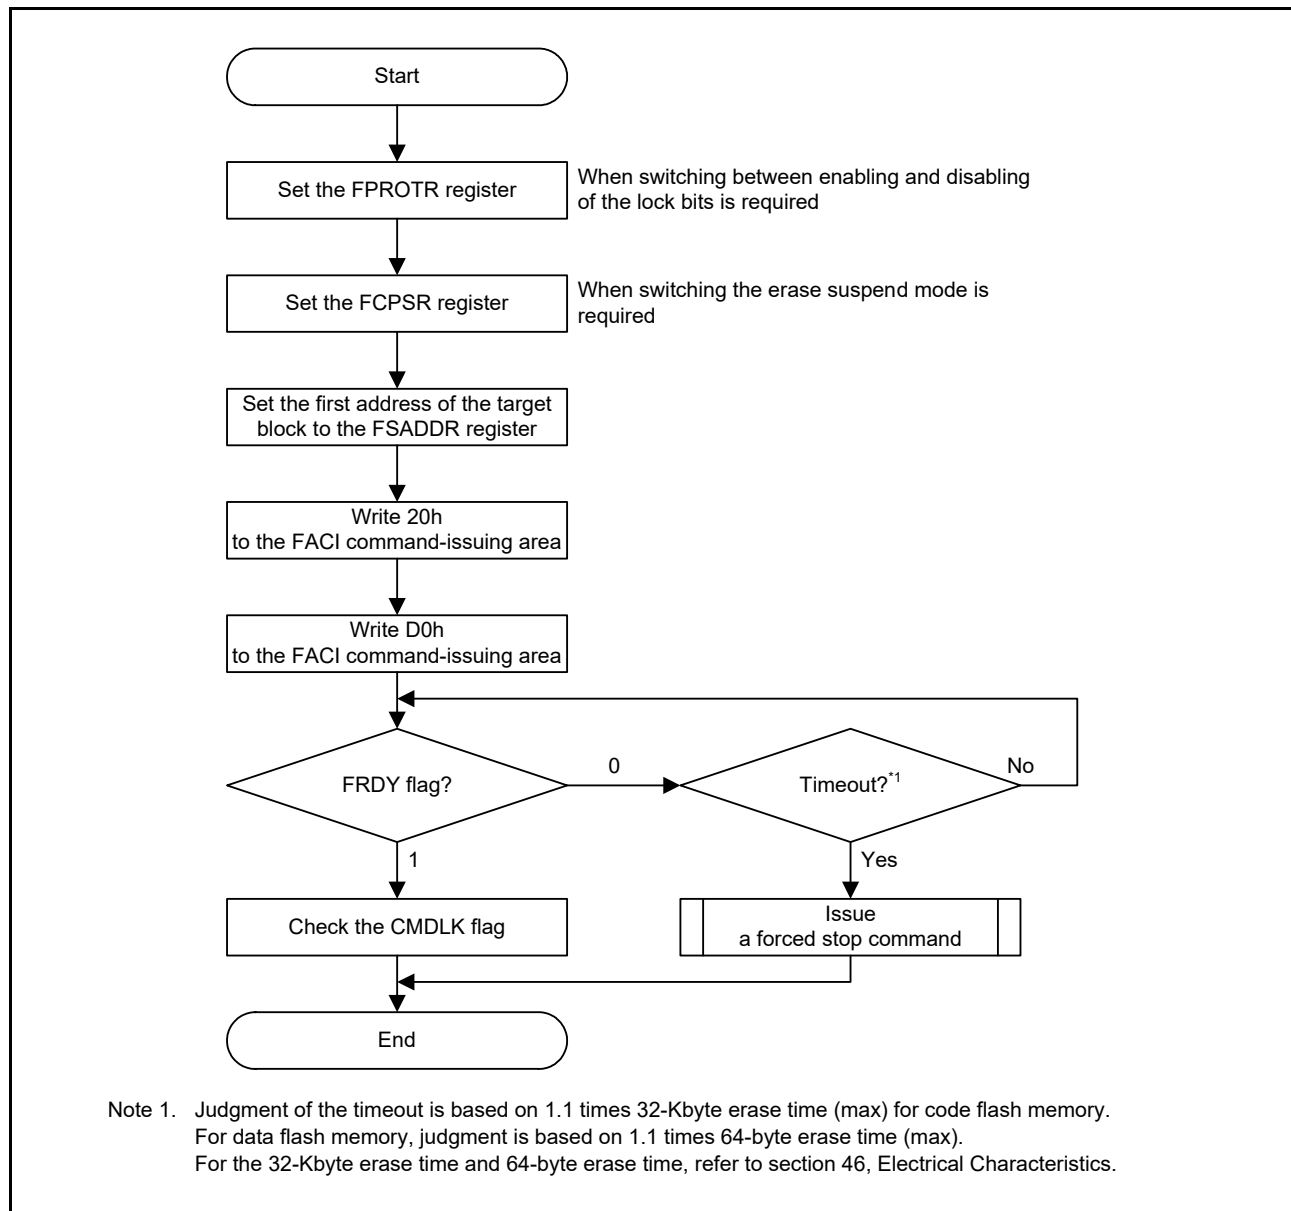 Start
Set the FPROTR register
When switching between enabling and disabling
of the lock bits is required
Set the FCPSR register
When switching the erase suspend mode is
required
Set the first address of the target
block to the FSADDR register
Write 20h
to the FACI command-issuing area
Write D0h
to the FACI command-issuing area
FRDY flag?
0
Timeout?*1
No
1
Yes
Check the CMDLK flag
Issue
a forced stop command
End
Note 1. Judgment of the timeout is based on 1.1 times 32-Kbyte erase time (max) for code flash memory.
For data flash memory, judgment is based on 1.1 times 64-byte erase time (max).
For the 32-Kbyte erase time and 64-byte erase time, refer to section 46, Electrical Characteristics.